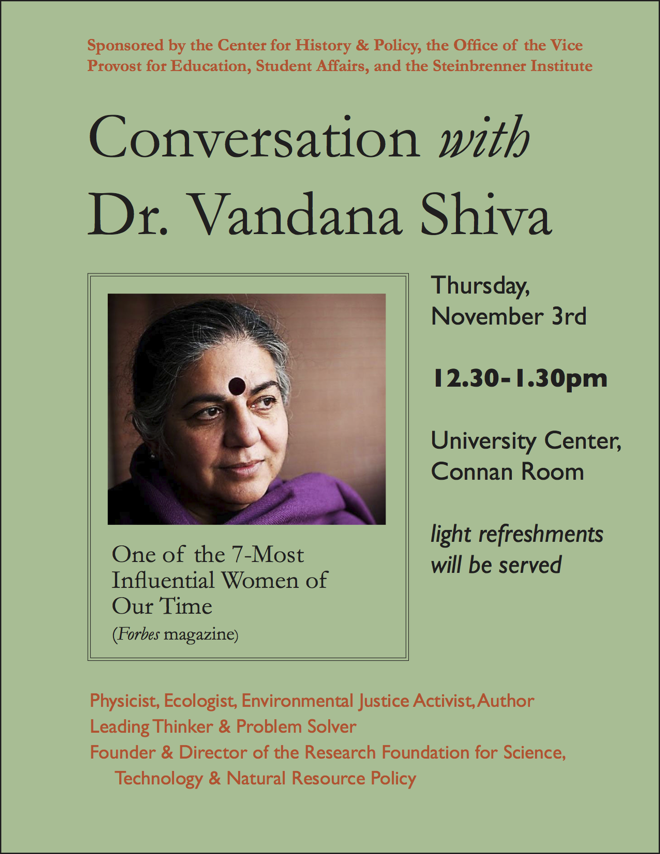 Sponsored by the Center for History & Policy, the Office of the Vice
Provost for Education, Student Affairs, and the Steinbrenner Institute
Conversation with
Dr. Vandana Shiva
Thursday,
November 3rd
12.30-1.30pm
University Center,
Connan Room
light refreshments
will be served
One of the 7-Most
Influential Women of
Our Time
(Forbes magazine)
Physicist, Ecologist, Environmental Justice Activist, Author
Leading Thinker & Problem Solver
Founder & Director of the Research Foundation for Science,
Technology & Natural Resource Policy